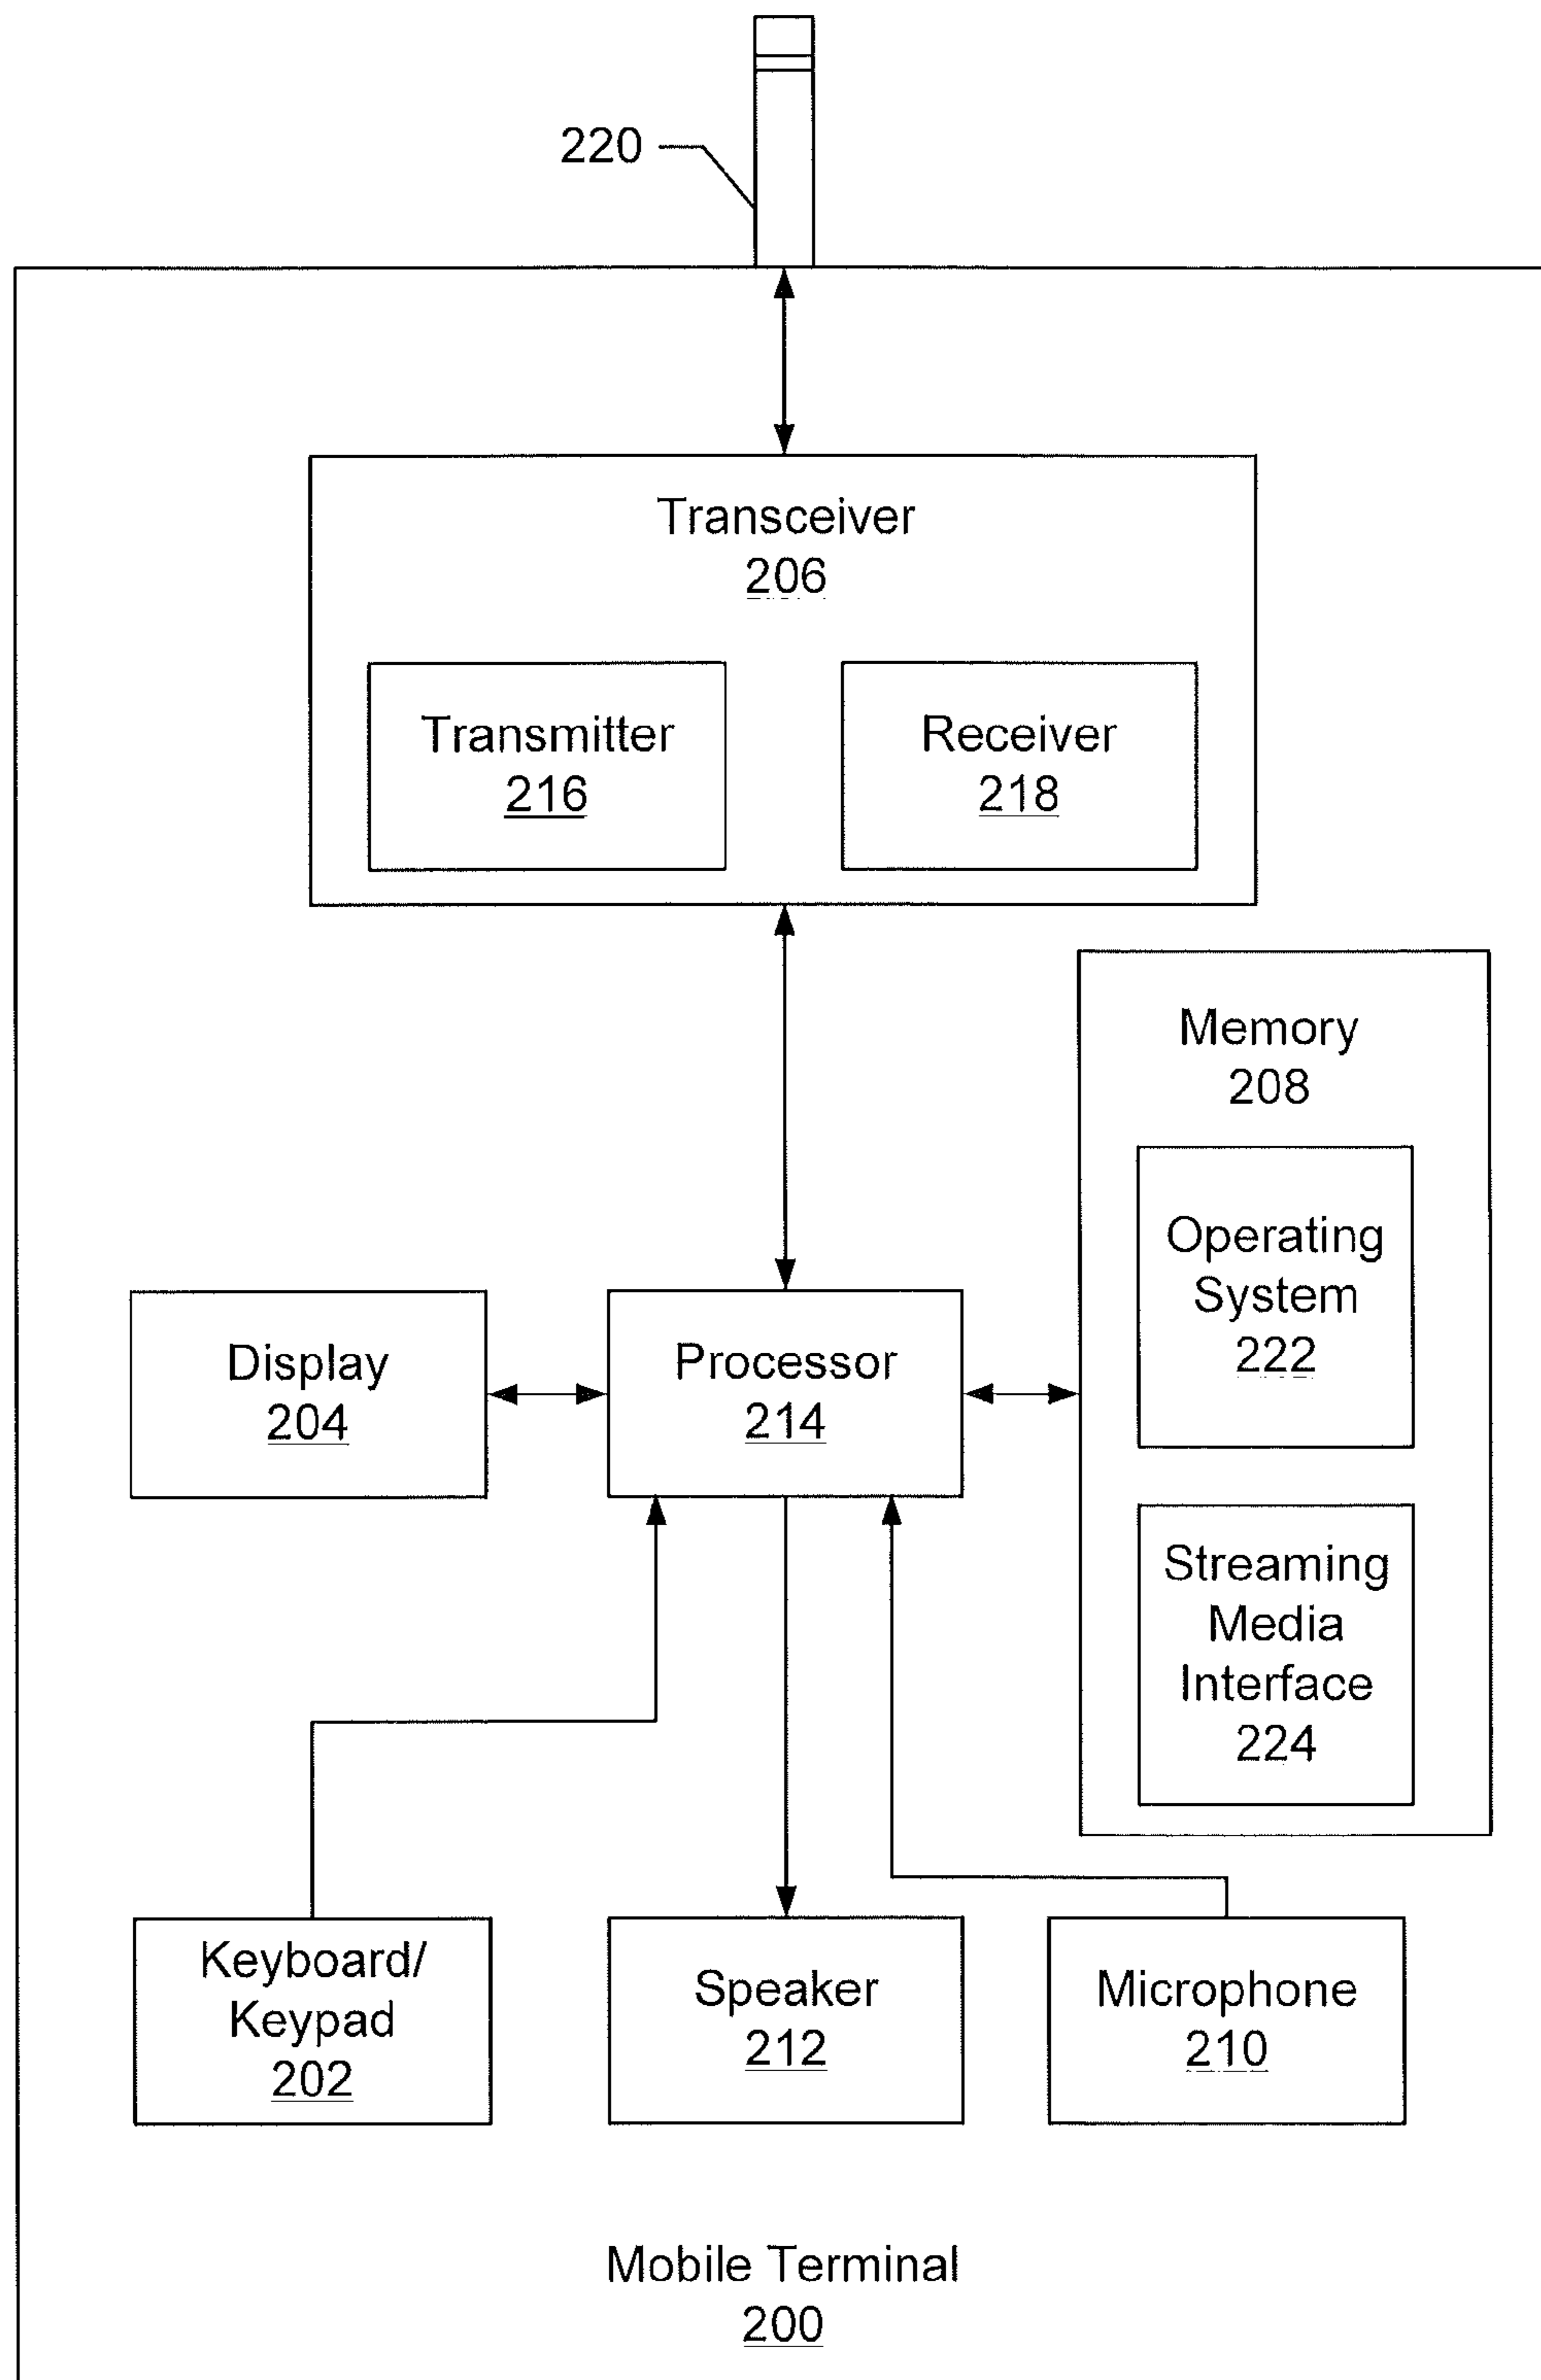 220
Transceiver
206
Transmitter
216
Receiver
218
Memory
208
Operating
System
222
Streaming
Media
Interface
224
Display
204
Processor
214
Keyboard/
Keypad
202
Speaker
212
Microphone
210
Mobile Terminal
200